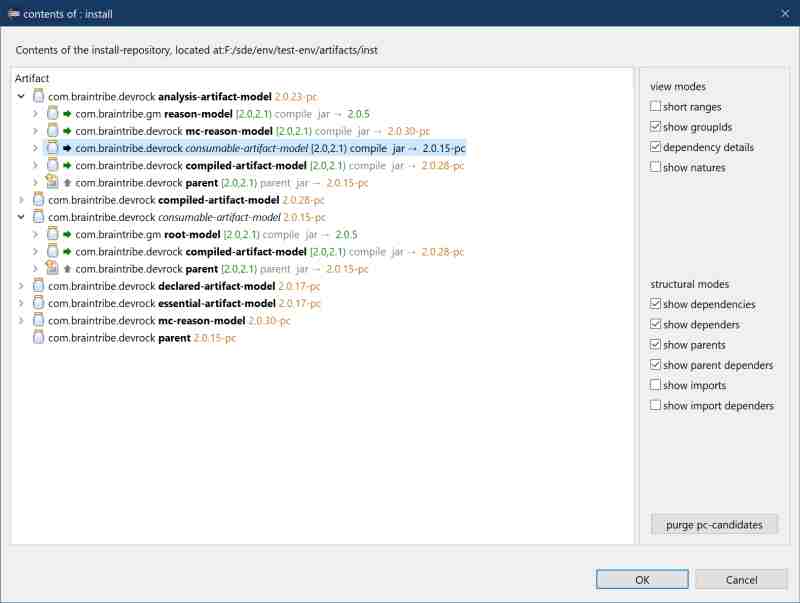 contents of : install
Contents of the install-repository, located at:F:/sde/env/test-env/artifacts/inst
Artifact
com.braintribe.devrock analysis-artifact-model 2.0.23-pc
com.braintribe.gm reason-model [2.0,2.1) compile jar → 2.0.5
com.braintribe.devrock mc-reason-model [2.0,2.1) compile jar → 2.0.30-pc
com.braintribe.devrock consumable-artifact-model [2.0,2.1) compile jar → 2.0.15-pc
com.braintribe.devrock compiled-artifact-model [2.0,2.1) compile jar → 2.0.28-pc
com.braintribe.devrock parent [2.0,2.1) parent jar → 2.0.15-pc
com.braintribe.devrock compiled-artifact-model 2.0.28-pc
com.braintribe.devrock consumable-artifact-model 2.0.15-pc
com.braintribe.gm root-model [2.0,2.1) compile jar → 2.0.5
com.braintribe.devrock compiled-artifact-model [2.0,2.1) compile jar → 2.0.28-pc
com.braintribe.devrock parent [2.0,2.1) parent jar → 2.0.15-pc
com.braintribe.devrock declared-artifact-model 2.0.17-pc
com.braintribe.devrock essential-artifact-model 2.0.17-pc
com.braintribe.devrock mc-reason-model 2.0.30-pc
com.braintribe.devrock parent 2.0.15-pc
view modes
short ranges
show groupIds
dependency details
show natures
structural modes
show dependencies
show dependers
show parents
show parent dependers
show imports
show import dependers
purge pc-candidates
OK
Cancel